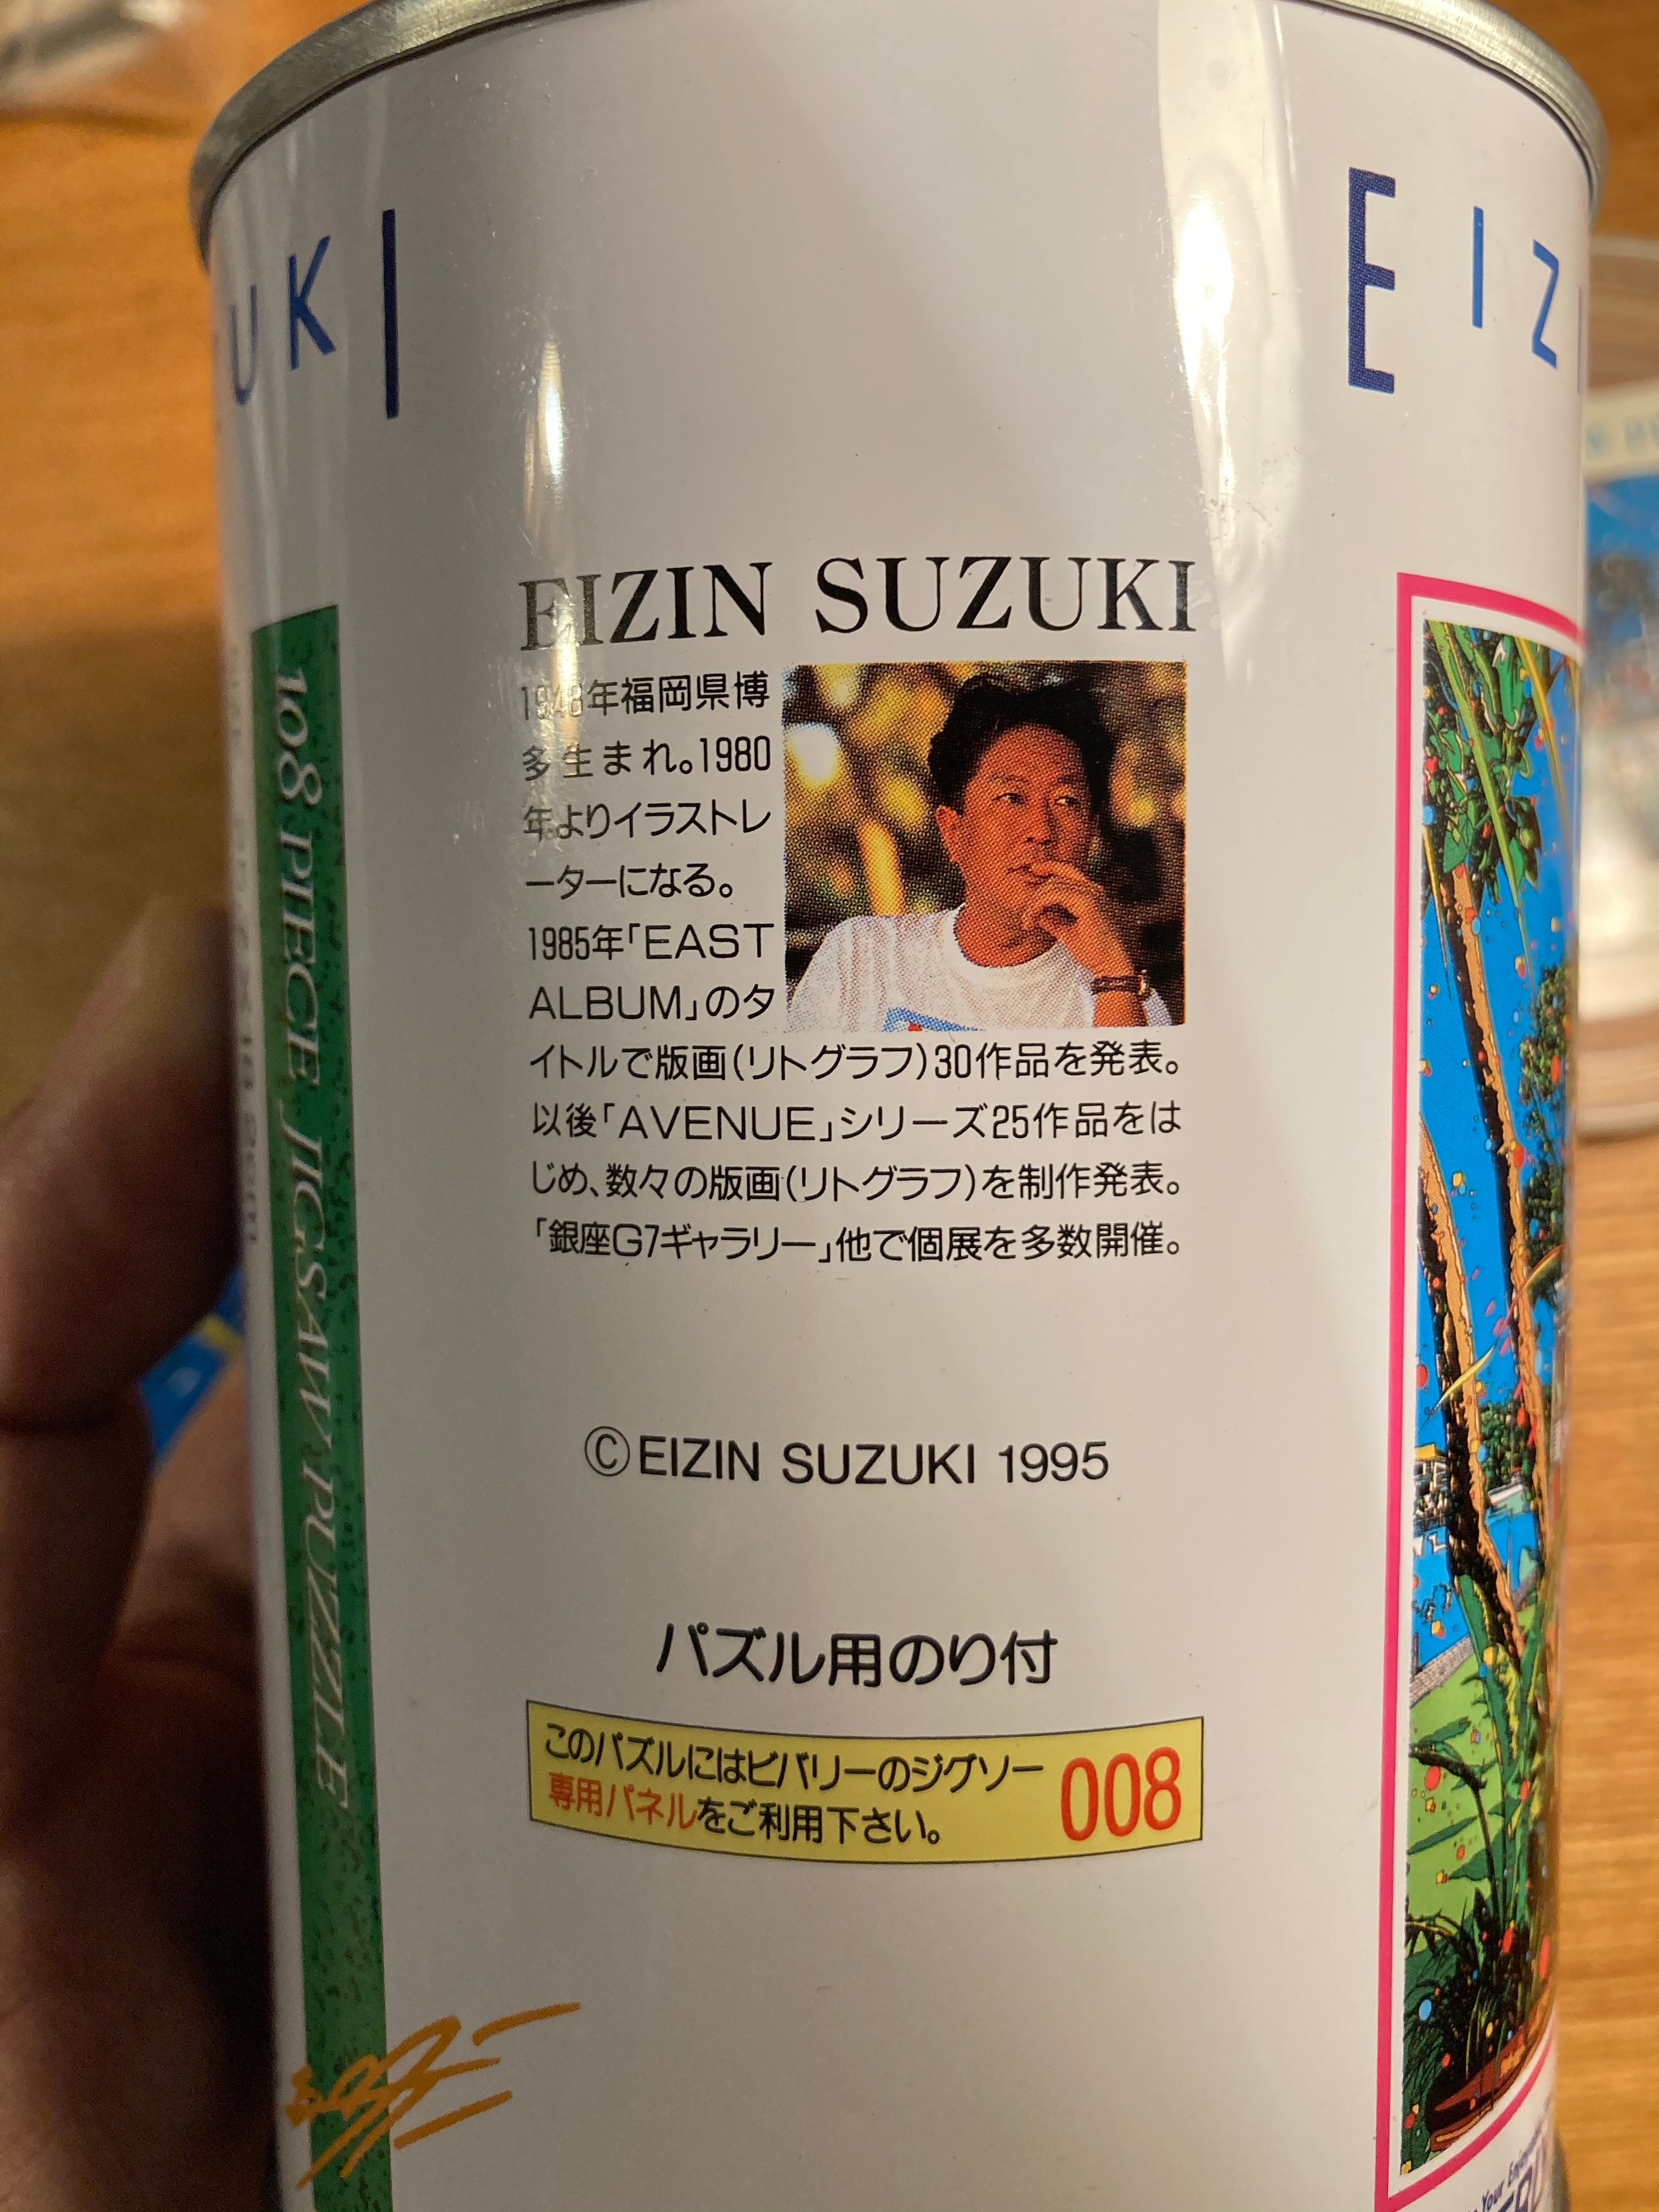 UKI
EIZ
EIZIN SUZUKI
1948年福岡県博
多生まれ。1980
年よりイラストレ
ーターになる。
1985年「EAST
ALBUM」のタ
イトルで版画(リトグラフ)30作品を発表。
以後「AVENUE」シリーズ25作品をは
じめ、数々の版画(リトグラフ)を制作発表。
「銀座G7ギャラリー」他で個展を多数開催。
©EIZIN SUZUKI 1995
パズル用のり付
このパズルにはビバリーのジグソー
専用パネルをご利用下さい。
008
108 PIECE JIGSAW PUZZLE